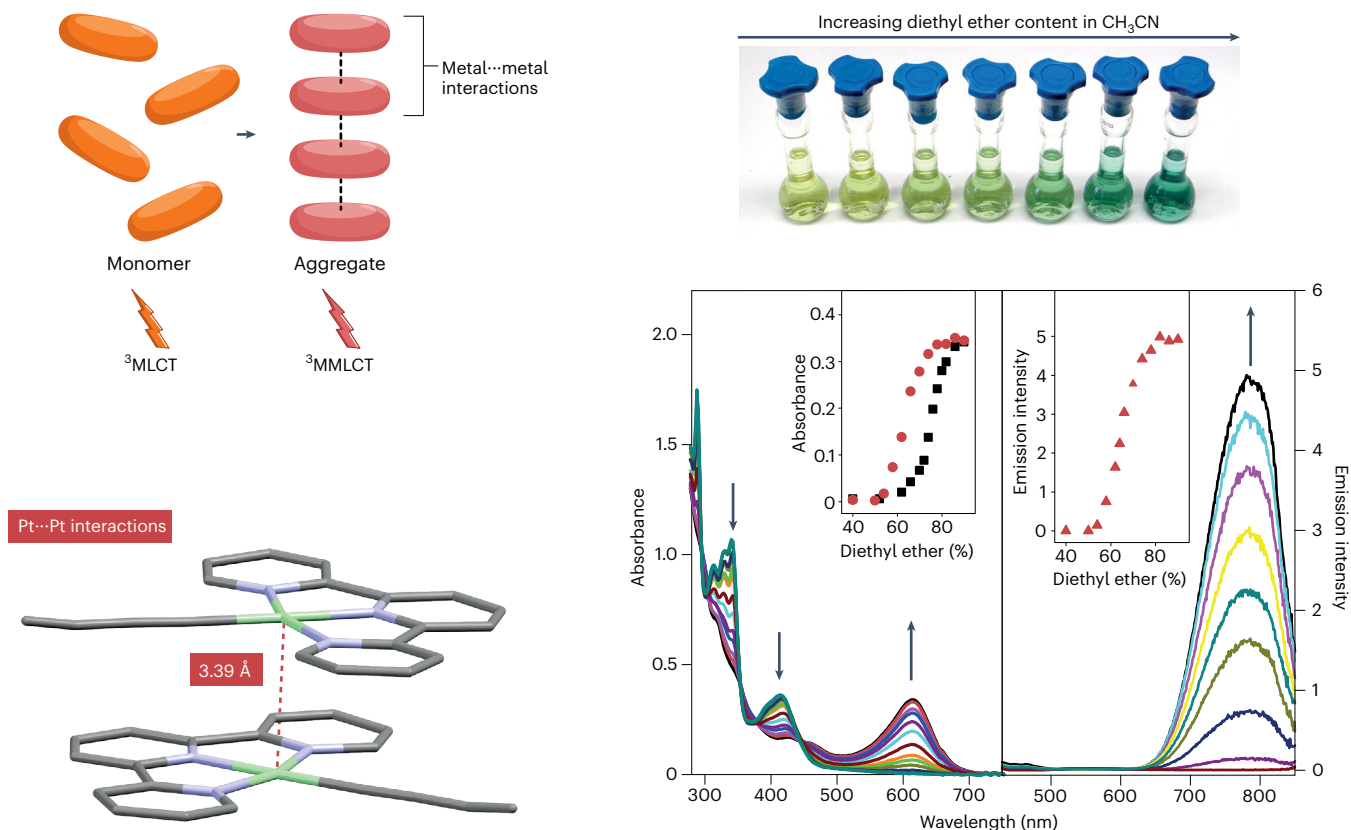 Metal···metal
interactions
Monomer
Aggregate
³MLCT
³MMLCT
Pt···Pt interactions
3.39 Å
Increasing diethyl ether content in CH₃CN
Absorbance
2.0
1.5
1.0
0.5
0
300
400
500
600
700
Absorbance
0.4
0.3
0.2
0.1
0
40
60
80
Diethyl ether (%)
Emission intensity
5
4
3
2
1
0
40
60
80
Diethyl ether (%)
500
600
700
800
6
5
4
3
2
1
0
Emission intensity
Wavelength (nm)